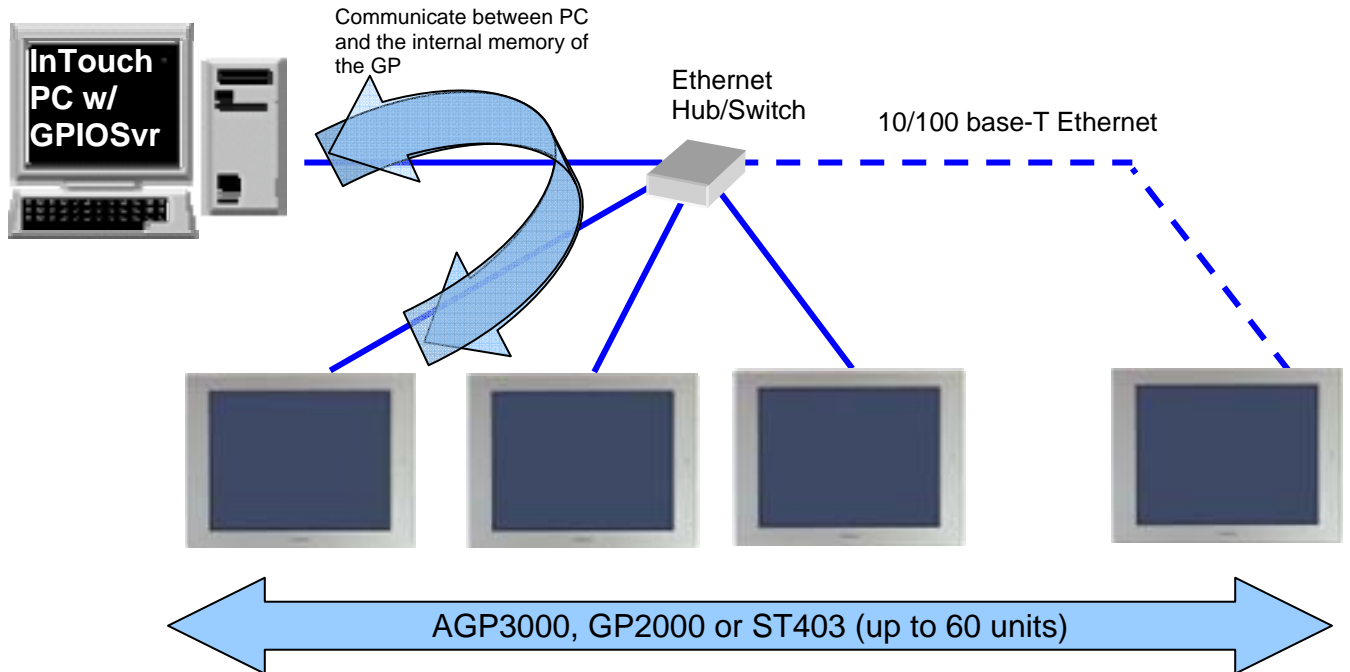 Communicate between PC
and the internal memory of
the GP
InTouch
PC w/
GPIOSvr
Ethernet
Hub/Switch
10/100 base-T Ethernet
AGP3000, GP2000 or ST403 (up to 60 units)